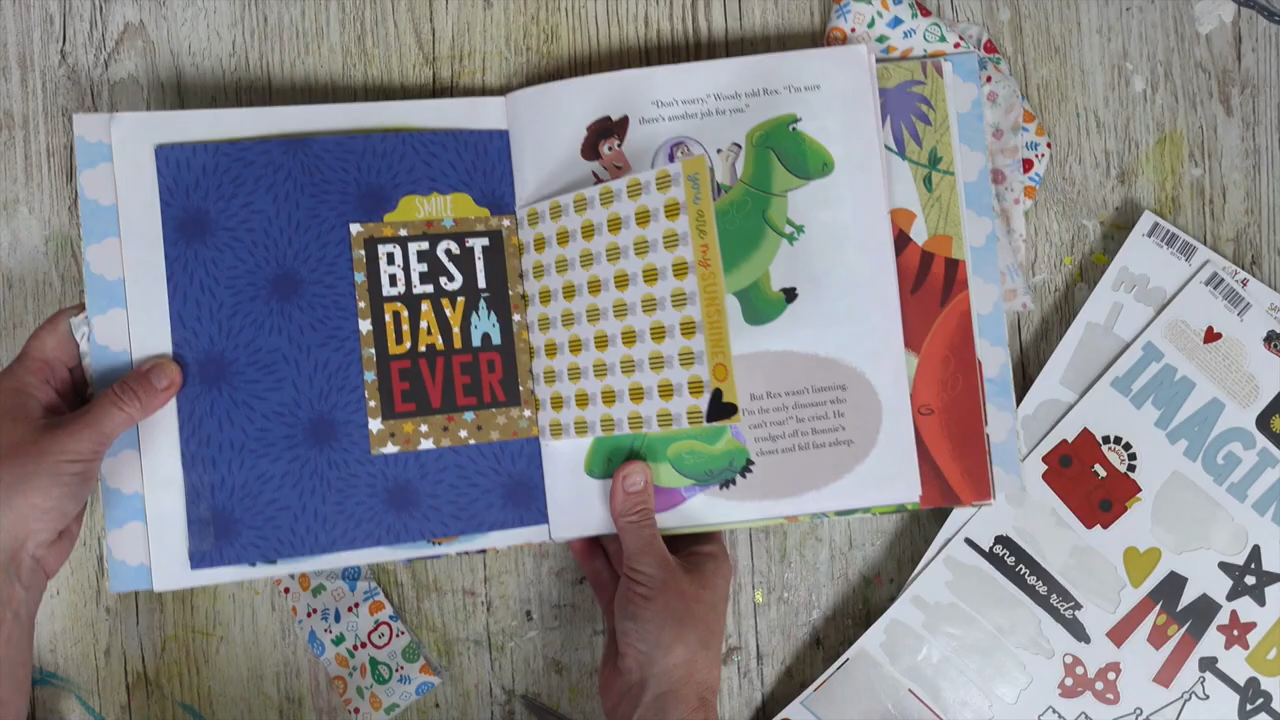 "Don't worry," Woody told Rex. "I'm sure
there's another job for you."
SMILE
BEST
DAY
EVER
you are my SUNSHINE
But Rex wasn't listening.
"I'm the only dinosaur who
can't roar!" he cried. He
trudged off to Bonnie's
closet and fell fast asleep.
me
IMAGIN
one more ride
M